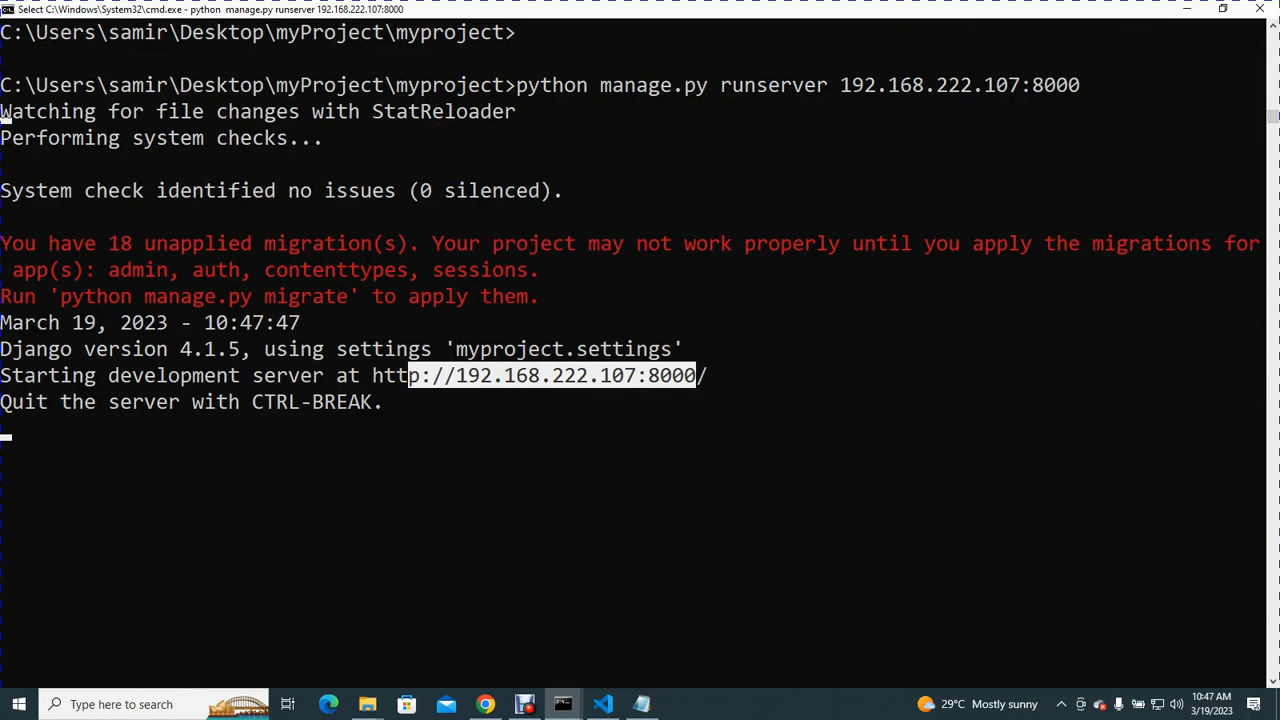 Select C:\Windows\System32\cmd.exe - python manage.py runserver 192.168.222.107:8000
C:\Users\samir\Desktop\myProject\myproject>
C:\Users\samir\Desktop\myProject\myproject>python manage.py runserver 192.168.222.107:8000
Watching for file changes with StatReloader
Performing system checks...
System check identified no issues (0 silenced).
You have 18 unapplied migration(s). Your project may not work properly until you apply the migrations for
 app(s): admin, auth, contenttypes, sessions.
Run 'python manage.py migrate' to apply them.
March 19, 2023 - 10:47:47
Django version 4.1.5, using settings 'myproject.settings'
Starting development server at http://192.168.222.107:8000/
Quit the server with CTRL-BREAK.
Type here to search
29°C Mostly sunny
10:47 AM
3/19/2023